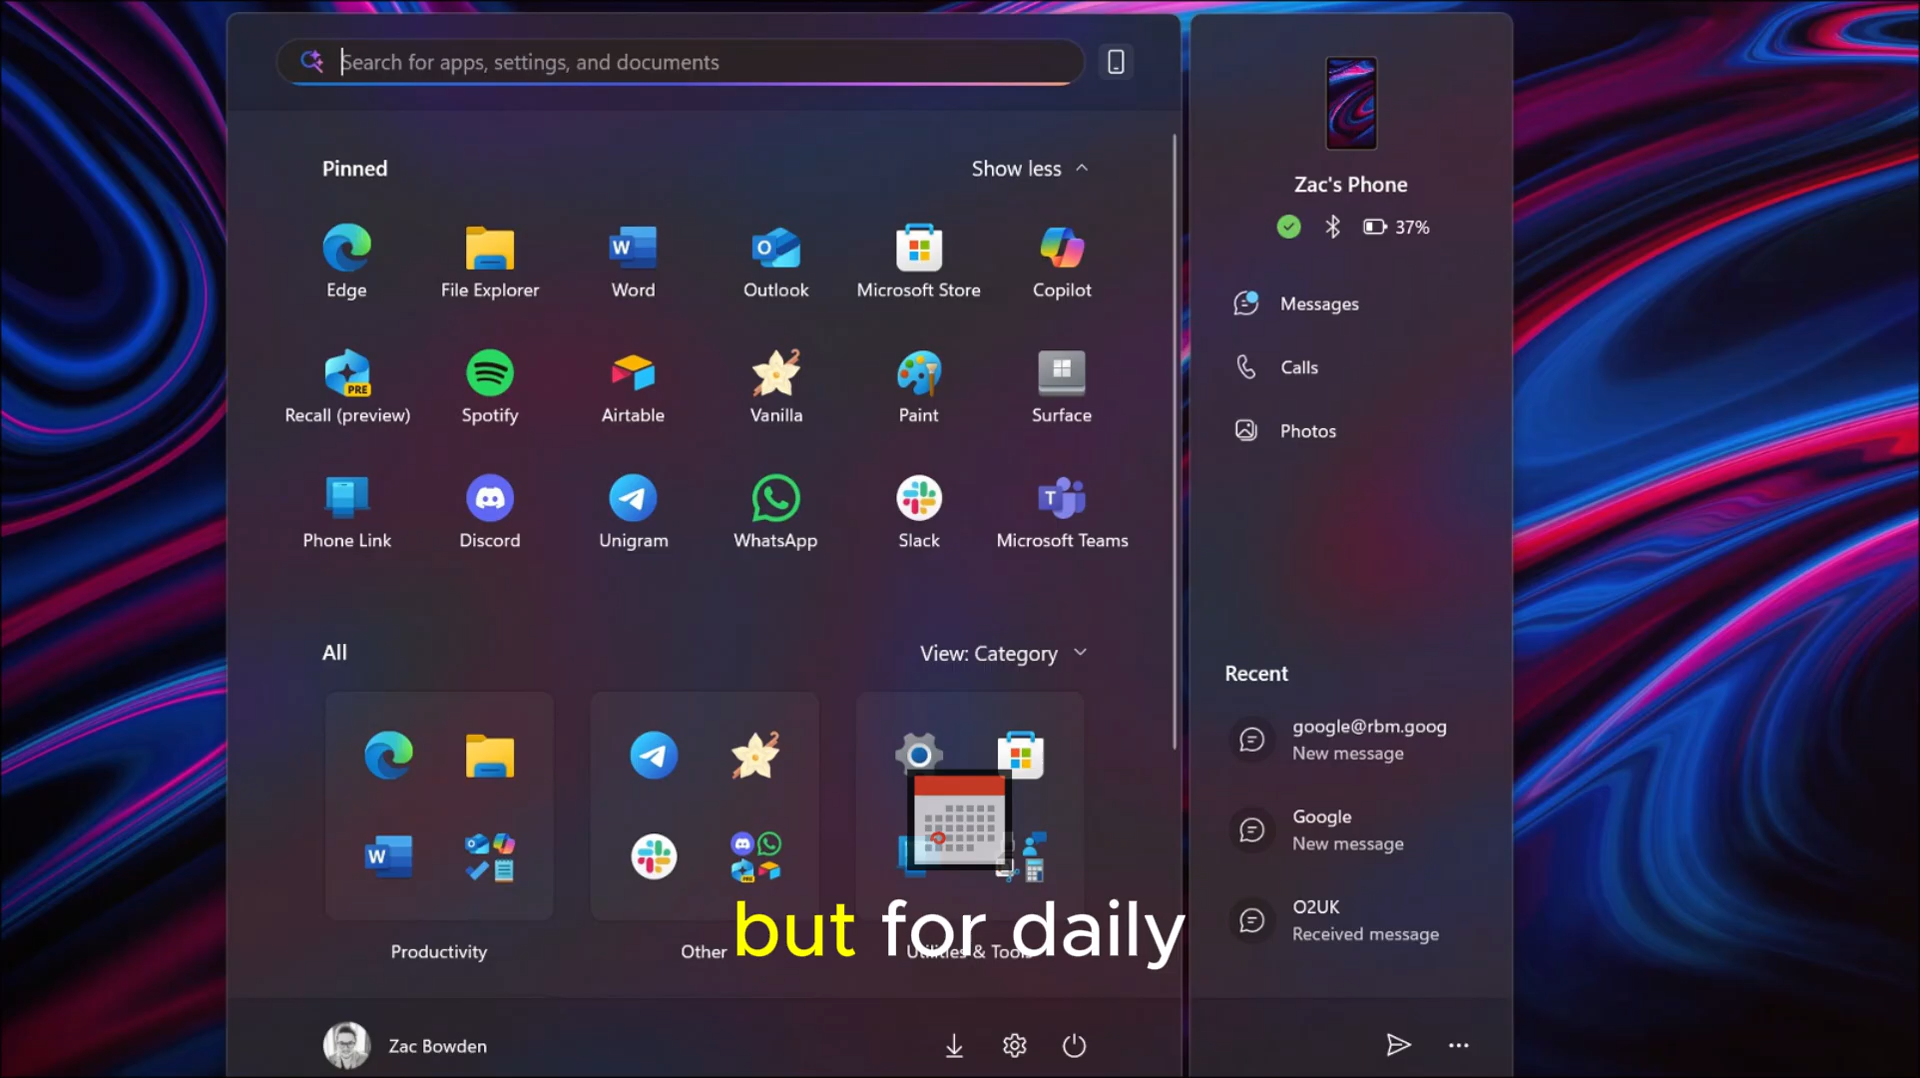 Search for apps, settings, and documents
Pinned
Show less
Edge
File Explorer
Word
Outlook
Microsoft Store
Copilot
PRE
Recall (preview)
Spotify
Airtable
Vanilla
Paint
Surface
Phone Link
Discord
Unigram
WhatsApp
Slack
Microsoft Teams
All
View: Category
Productivity
Other
Utilities & Tools
but for daily
Zac Bowden
Zac's Phone
37%
Messages
Calls
Photos
Recent
google@rbm.goog
New message
Google
New message
O2UK
Received message